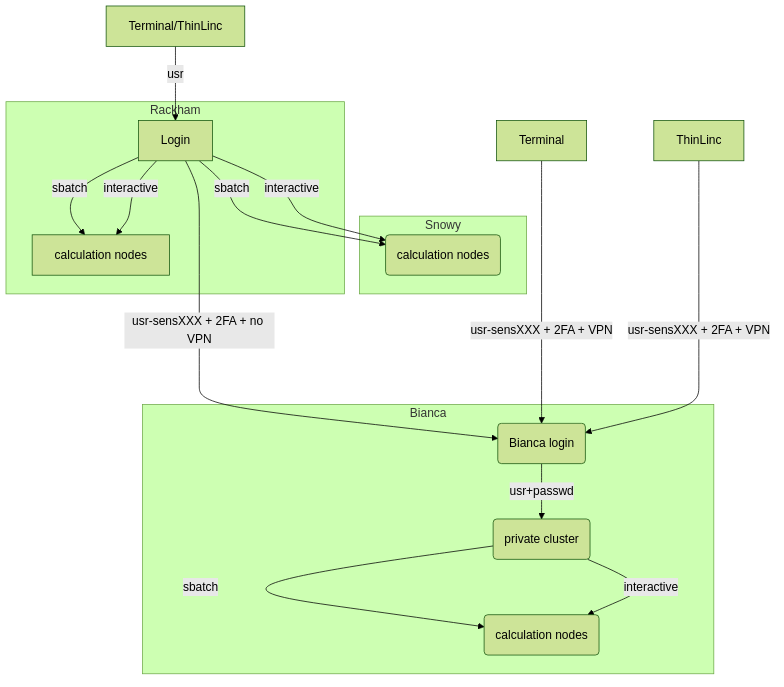 Terminal/ThinLinc
usr
Rackham
Login
Terminal
ThinLinc
sbatch
interactive
sbatch
interactive
Snowy
calculation nodes
calculation nodes
usr-sensXXX + 2FA + no
VPN
usr-sensXXX + 2FA + VPN
usr-sensXXX + 2FA + VPN
Bianca
Bianca login
usr+passwd
private cluster
sbatch
interactive
calculation nodes